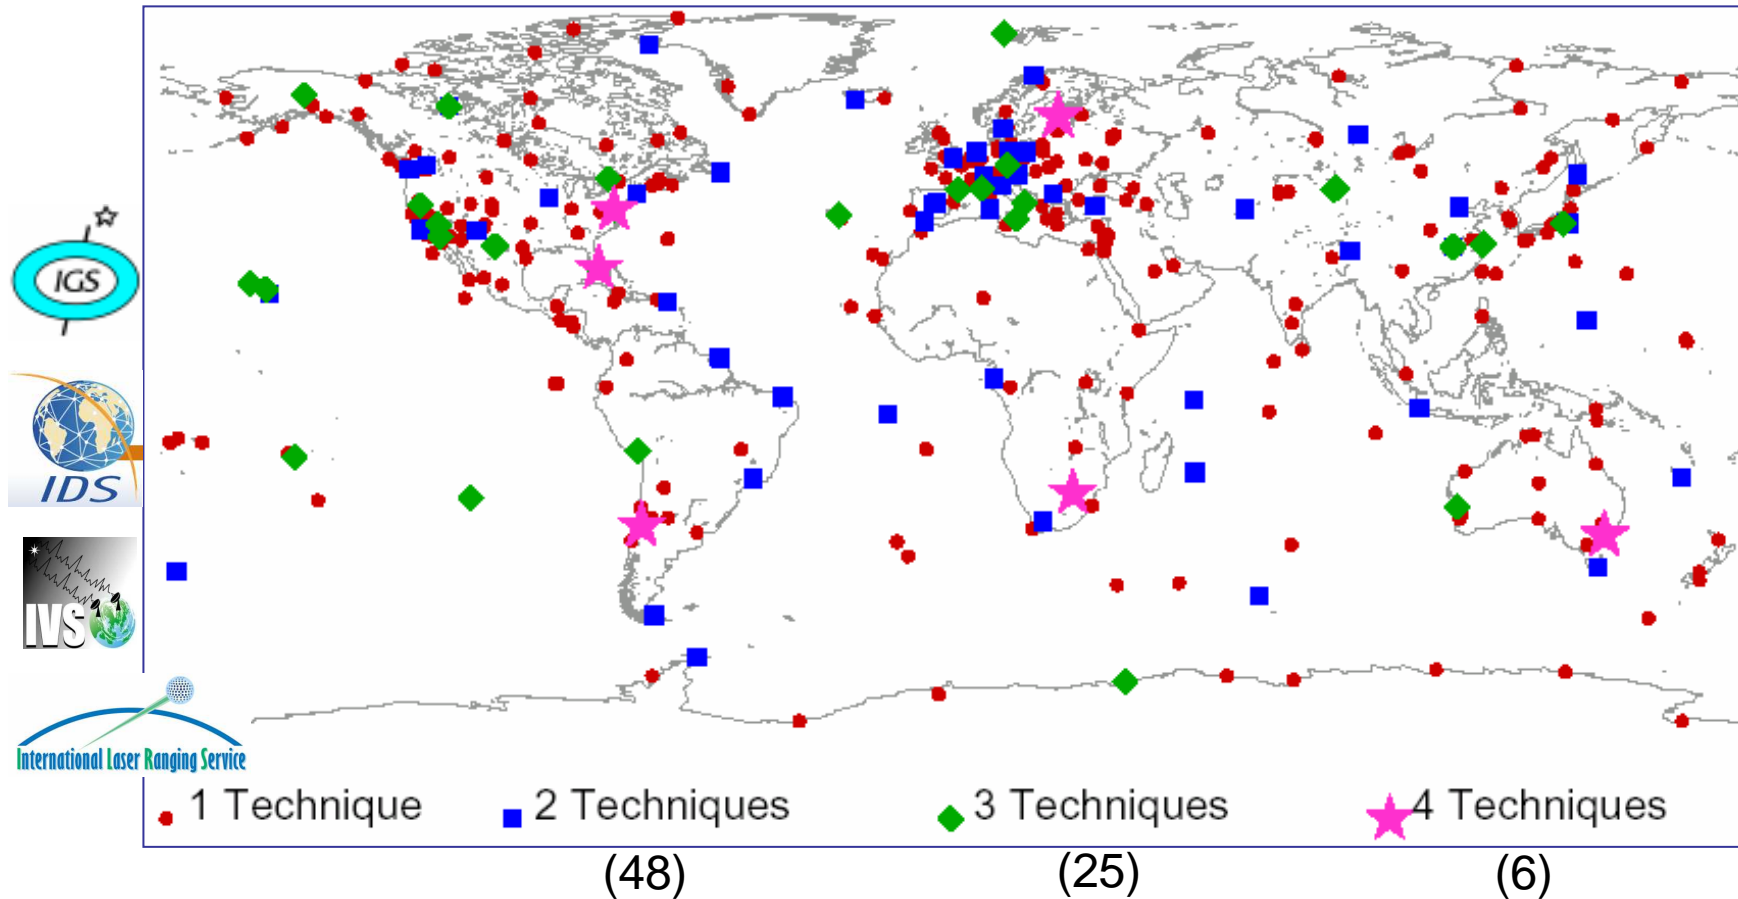 IGS
IDS
IVS
International Laser Ranging Service
1 Technique
2 Techniques
3 Techniques
4 Techniques
(48)
(25)
(6)